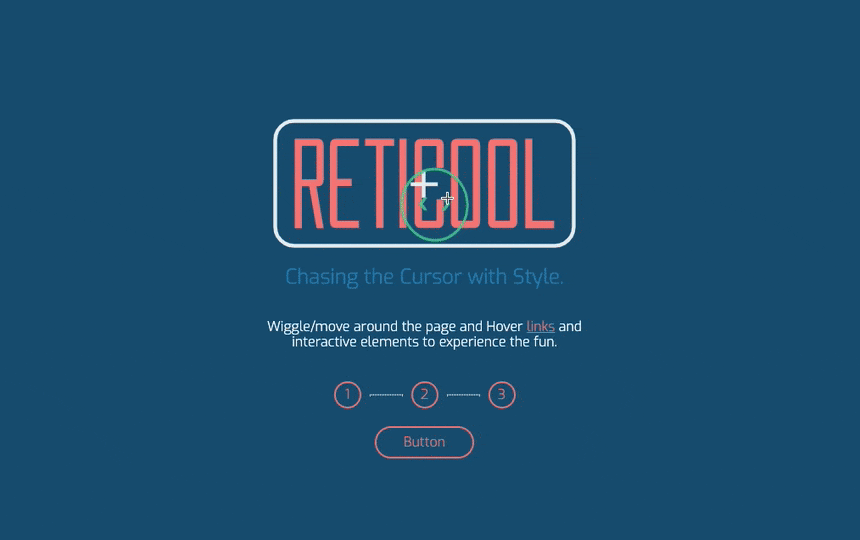 RETICOOL
Chasing the Cursor with Style.
Wiggle/move around the page and Hover links and
interactive elements to experience the fun.
1 2 3
Button